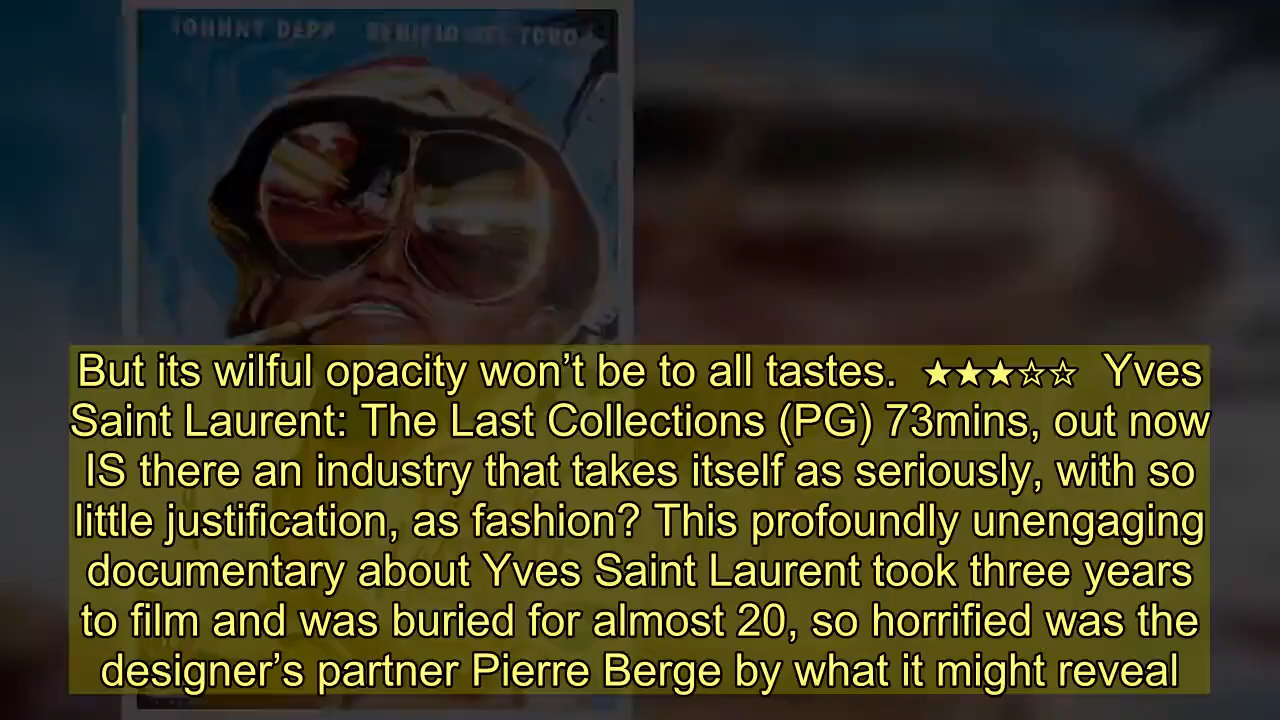 JOHNNY DEPP BENICIO DEL TORO
But its wilful opacity won’t be to all tastes. ★★★☆☆ Yves
Saint Laurent: The Last Collections (PG) 73mins, out now
IS there an industry that takes itself as seriously, with so
little justification, as fashion? This profoundly unengaging
documentary about Yves Saint Laurent took three years
to film and was buried for almost 20, so horrified was the
designer’s partner Pierre Berge by what it might reveal